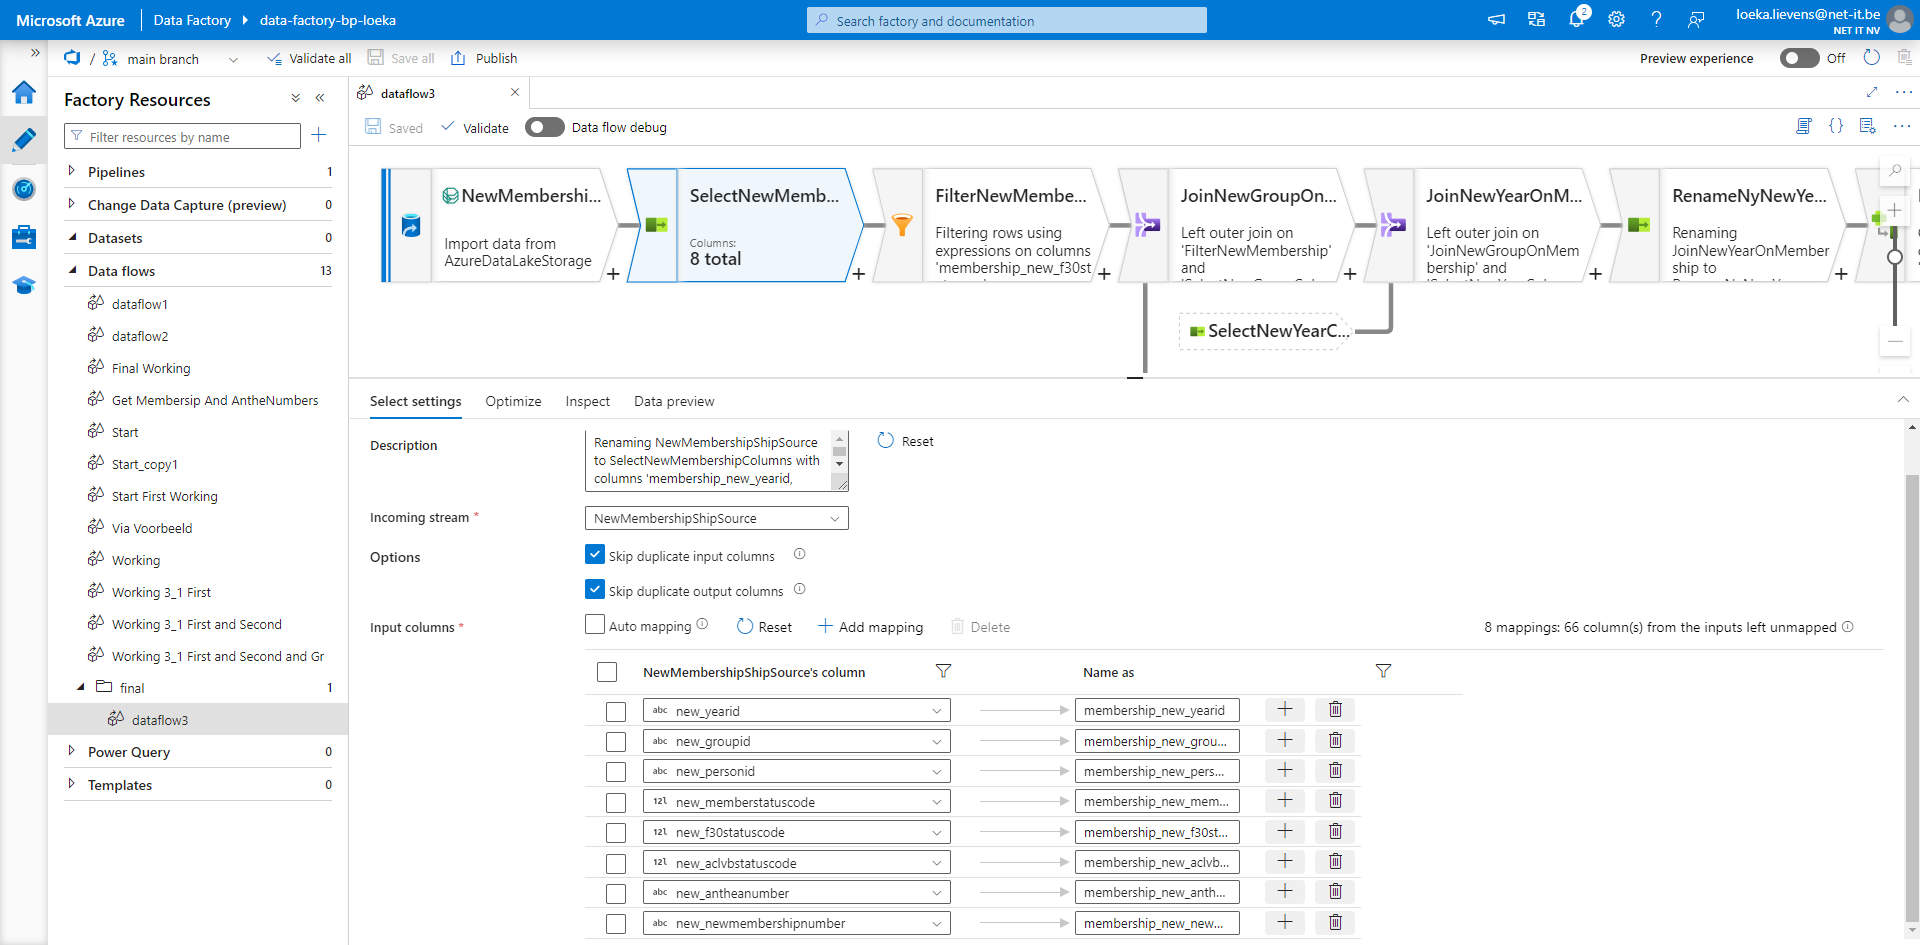 Microsoft Azure
Data Factory
data-factory-bp-loeka
Search factory and documentation
2
loeka.lievens@net-it.be
NET IT NV
/
main branch
Validate all
Save all
Publish
Preview experience
Off
Factory Resources
Filter resources by name
Pipelines
1
Change Data Capture (preview)
0
Datasets
0
Data flows
13
dataflow1
dataflow2
Final Working
Get Membersip And AntheNumbers
Start
Start_copy1
Start First Working
Via Voorbeeld
Working
Working 3_1 First
Working 3_1 First and Second
Working 3_1 First and Second and Gr
final
1
dataflow3
Power Query
0
Templates
0
dataflow3
Saved
Validate
Data flow debug
NewMembershi...
Import data from
AzureDataLakeStorage
SelectNewMemb...
Columns:
8 total
FilterNewMembe...
Filtering rows using
expressions on columns
'membership_new_f30st
JoinNewGroupOn...
Left outer join on
'FilterNewMembership'
and
JoinNewYearOnM...
Left outer join on
'JoinNewGroupOnMem
bership' and
RenameNyNewYe...
Renaming
JoinNewYearOnMember
ship to
SelectNewYearC...
Select settings
Optimize
Inspect
Data preview
Description
Renaming NewMembershipShipSource
to SelectNewMembershipColumns with
columns 'membership_new_yearid,
Reset
Incoming stream *
NewMembershipShipSource
Options
Skip duplicate input columns
Skip duplicate output columns
Input columns *
Auto mapping
Reset
Add mapping
Delete
8 mappings: 66 column(s) from the inputs left unmapped
NewMembershipShipSource's column
Name as
abc new_yearid
membership_new_yearid
abc new_groupid
membership_new_grou...
abc new_personid
membership_new_pers...
12l new_memberstatuscode
membership_new_mem...
12l new_f30statuscode
membership_new_f30st...
12l new_aclvbstatuscode
membership_new_aclvb...
abc new_antheanumber
membership_new_anth...
abc new_newmembershipnumber
membership_new_new...